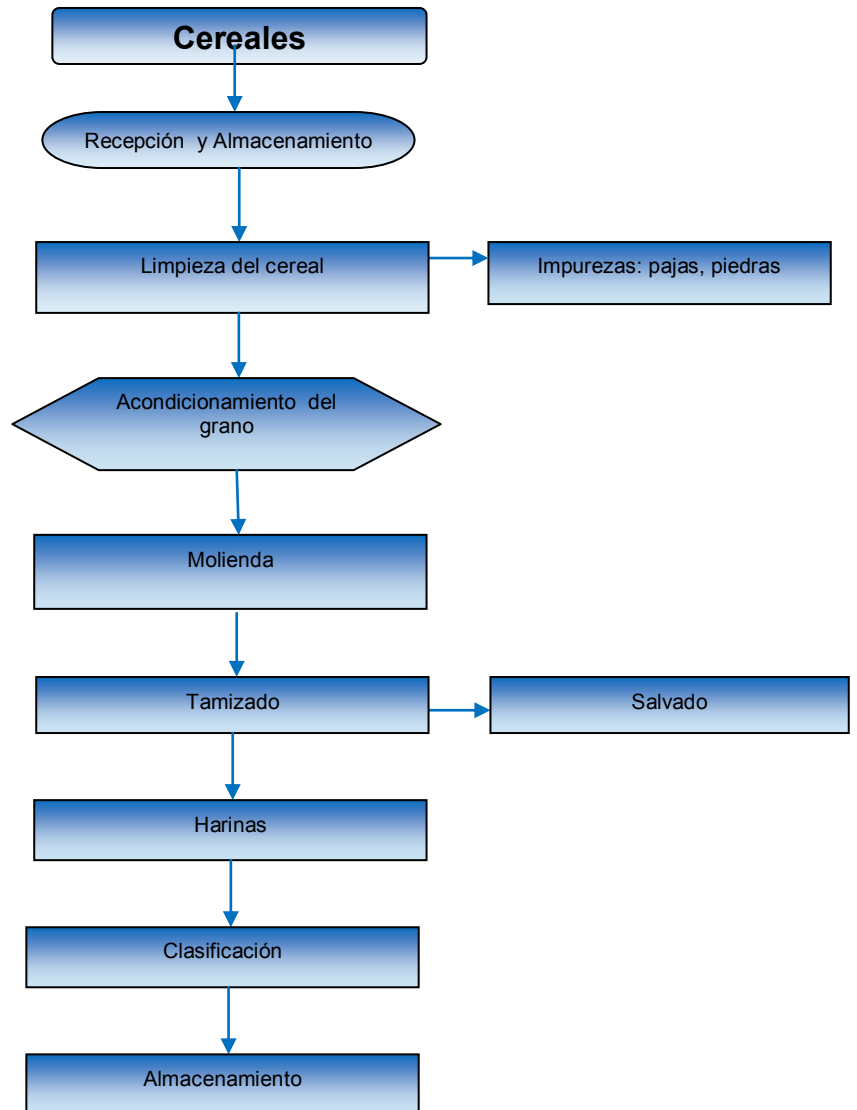 Cereales
Recepción y Almacenamiento
Limpieza del cereal
Impurezas: pajas, piedras
Acondicionamiento del
grano
Molienda
Tamizado
Salvado
Harinas
Clasificación
Almacenamiento